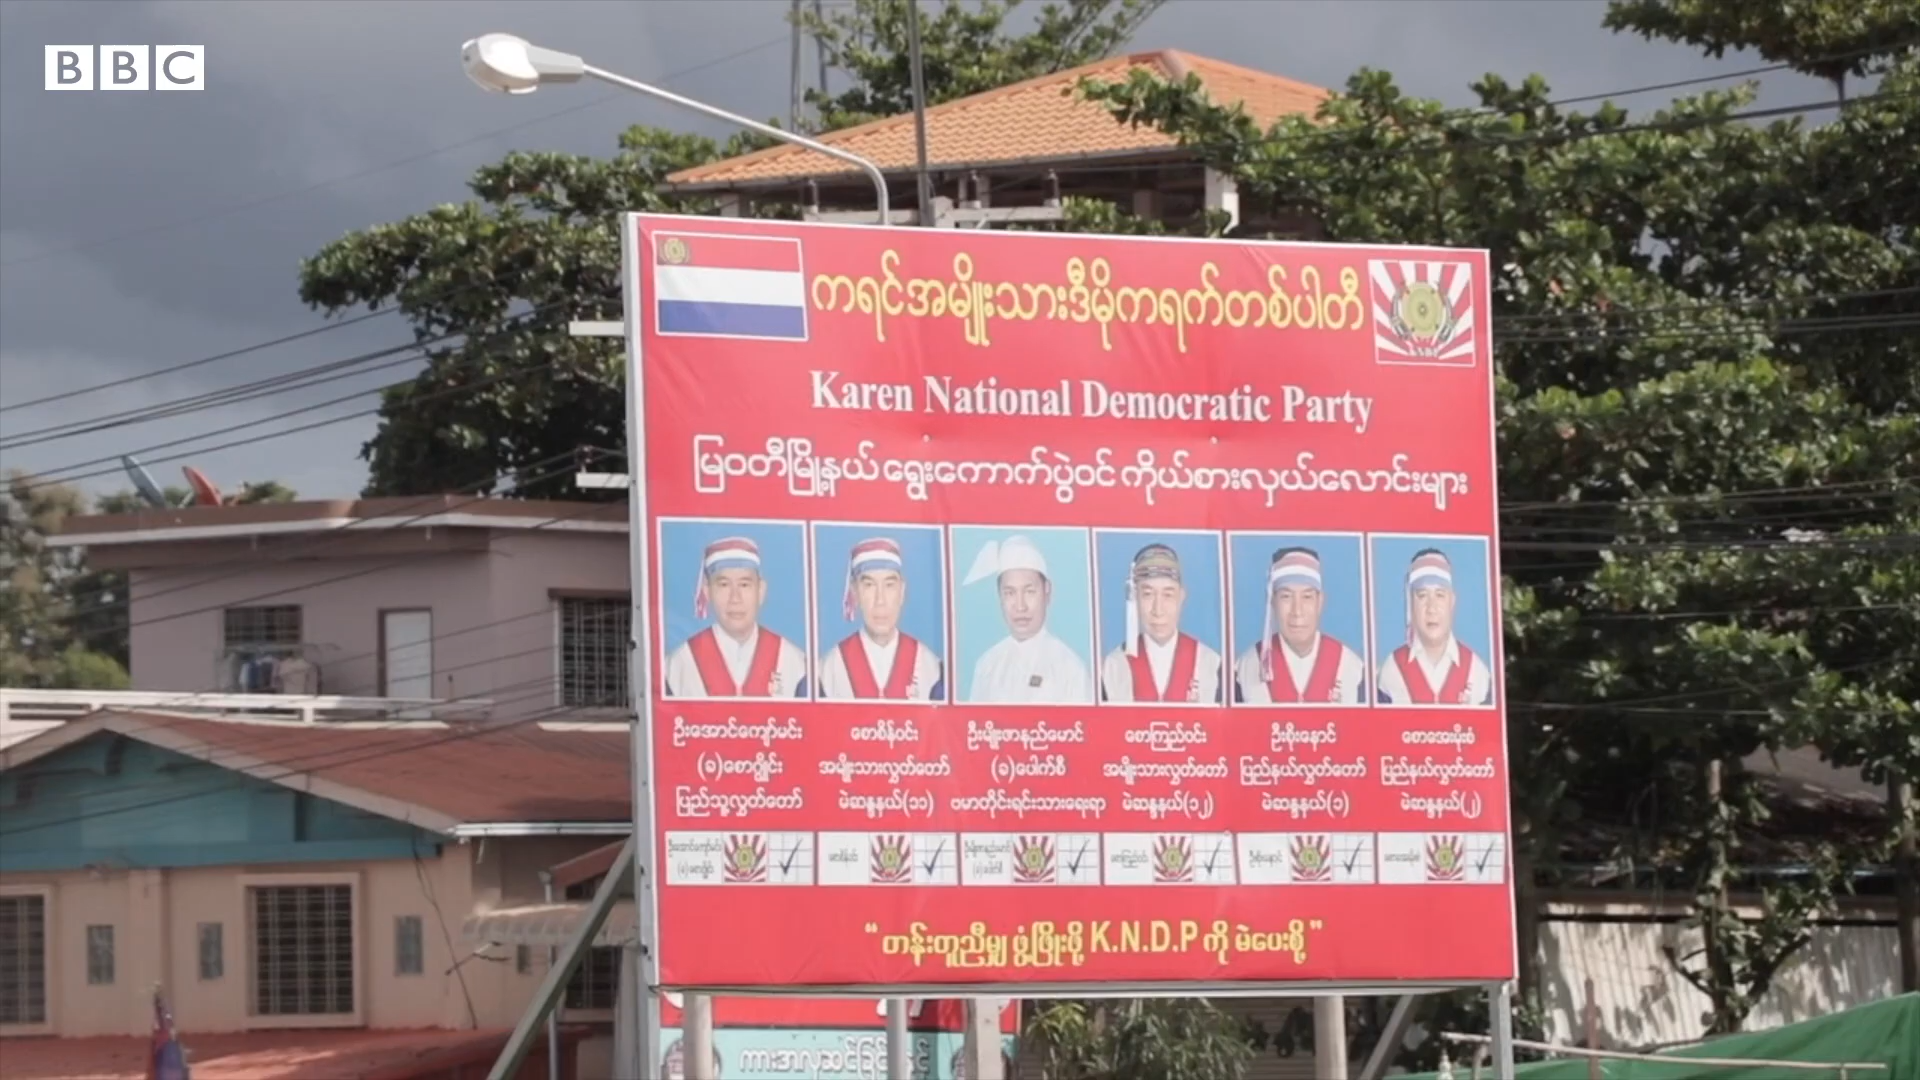 BBC
ကရင်အမျိုးသားဒီမိုကရက်တစ်ပါတီ
Karen National Democratic Party
မြဝတီမြို့နယ် ရွေးကောက်ပွဲဝင် ကိုယ်စားလှယ်လောင်းများ
ဦးအောင်ကျော်မင်း
(ခ)စောဂျိုင်း
ပြည်သူ့လွှတ်တော်
စောစိန်ဝင်း
အမျိုးသားလွှတ်တော်
မဲဆန္ဒနယ်(၁၁)
ဦးမျိုးဇာနည်မောင်
(ခ)ပေါက်စီ
ဗမာတိုင်းရင်းသားရေးရာ
စောကြည်ဝင်း
အမျိုးသားလွှတ်တော်
မဲဆန္ဒနယ်(၁၂)
ဦးစိုးနောင်
ပြည်နယ်လွှတ်တော်
မဲဆန္ဒနယ်(၁)
စောအေးမိုးစံ
ပြည်နယ်လွှတ်တော်
မဲဆန္ဒနယ်(၂)
“တန်းတူညီမျှ ဖွံ့ဖြိုးဖို့ K.N.D.P ကို မဲပေးစို့”